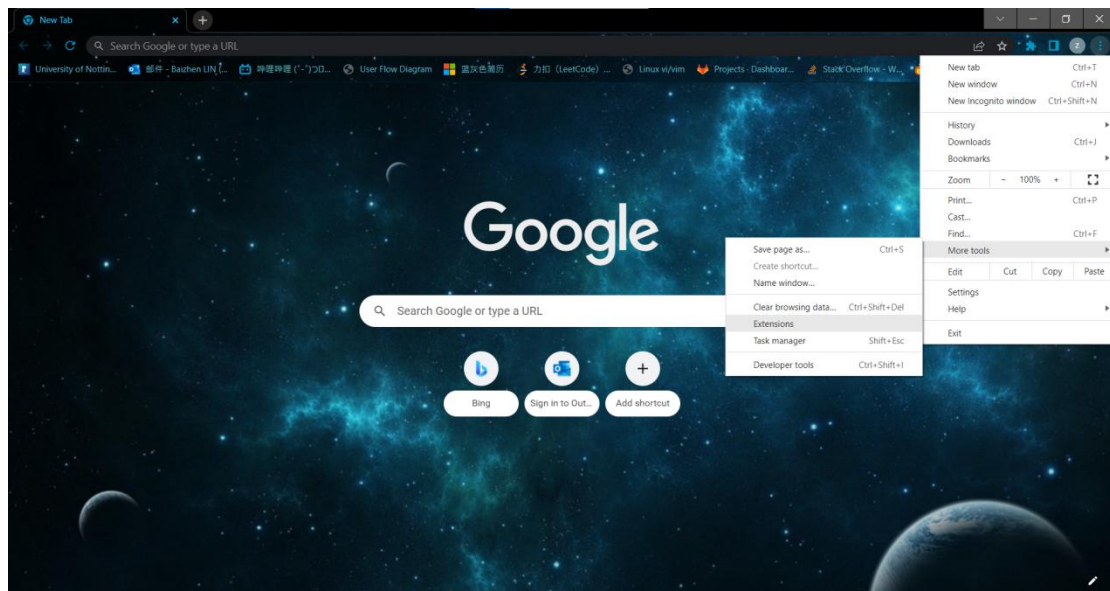 New Tab
Search Google or type a URL
University of Nottin... 邮件 - Baizhen LIN (... 哔哩哔哩 (゜-゜)つロ... User Flow Diagram 蓝灰色简历 力扣 (LeetCode) ... Linux vi/vim Projects · Dashboar... Stack Overflow - W...
New tab Ctrl+T
New window Ctrl+N
New Incognito window Ctrl+Shift+N
History
Downloads Ctrl+J
Bookmarks
Zoom - 100% +
Print... Ctrl+P
Cast...
Find... Ctrl+F
More tools
Edit Cut Copy Paste
Settings
Help
Exit
Save page as... Ctrl+S
Create shortcut...
Name window...
Clear browsing data... Ctrl+Shift+Del
Extensions
Task manager Shift+Esc
Developer tools Ctrl+Shift+I
Google
Search Google or type a URL
Bing
Sign in to Out...
Add shortcut